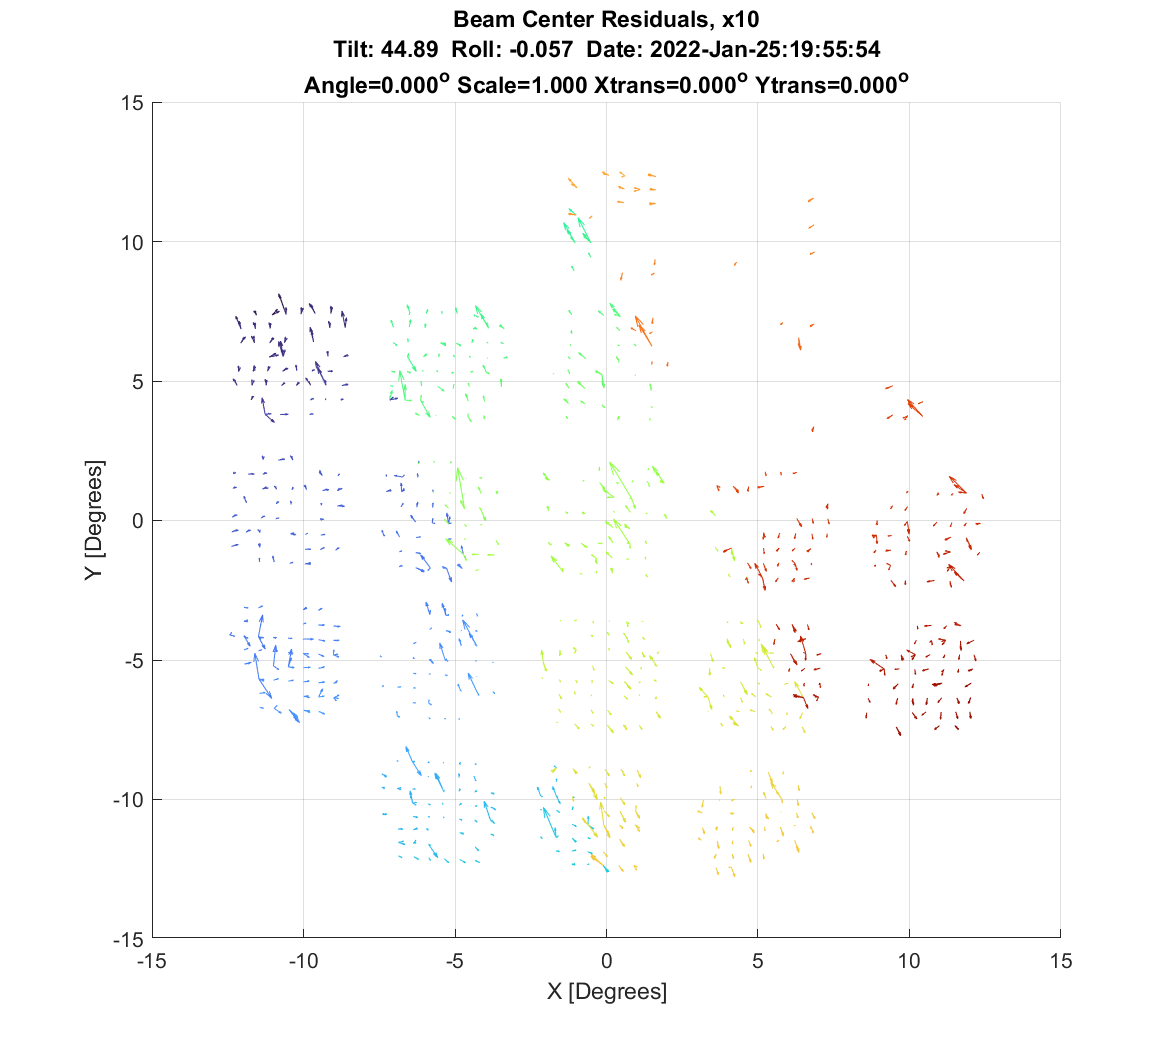 Beam Center Residuals, x10
Tilt: 44.89 Roll: -0.057 Date: 2022-Jan-25:19:55:54
Angle=0.000° Scale=1.000 Xtrans=0.000° Ytrans=0.000°
15
10
5
0
-5
-10
-15
Y [Degrees]
-15 -10 -5 0 5 10 15
X [Degrees]